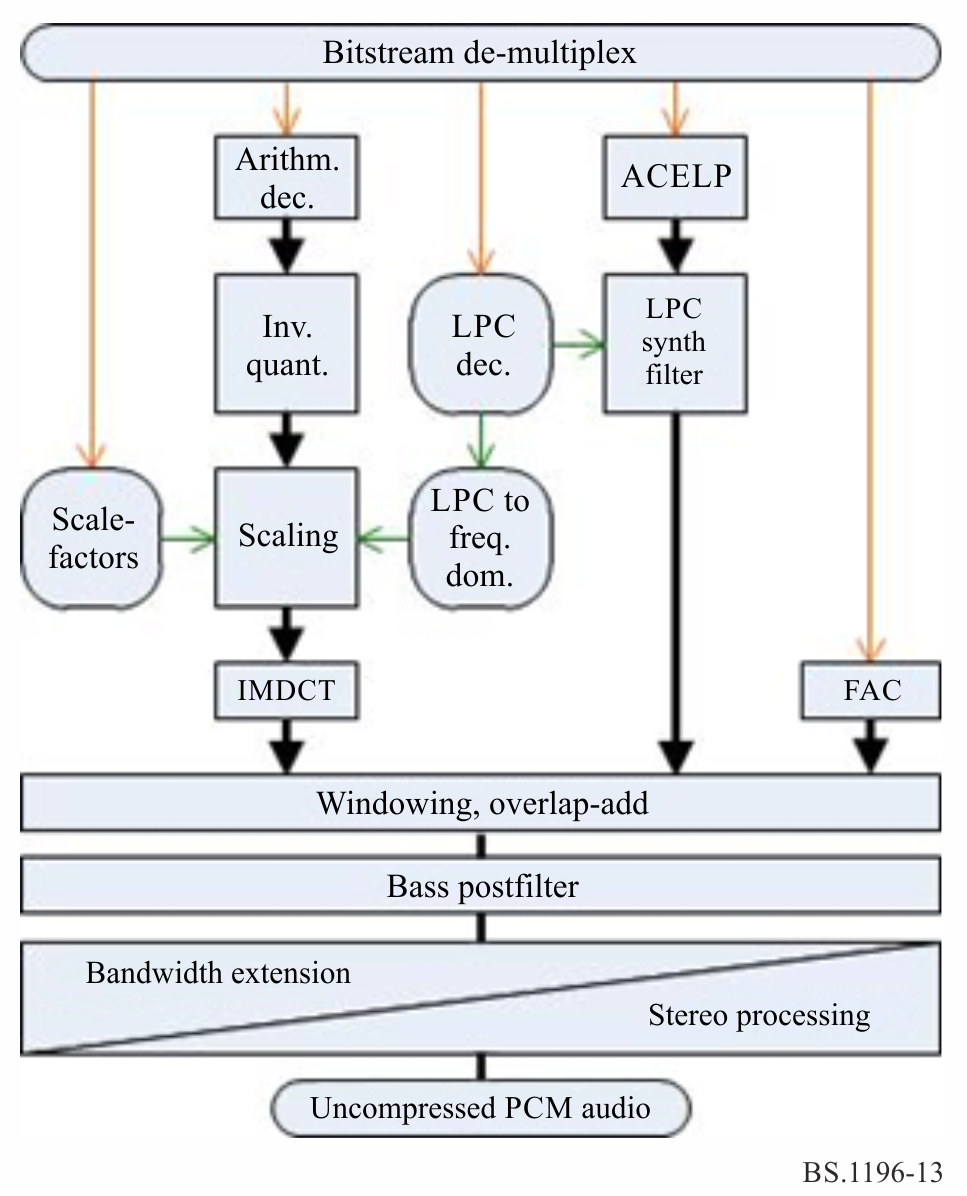 Bitstream de-multiplex
Arithm.
dec.
ACELP
Inv.
quant.
LPC
dec.
LPC
synth
filter
Scale-
factors
Scaling
LPC to
freq.
dom.
IMDCT
FAC
Windowing, overlap-add
Bass postfilter
Bandwidth extension
Stereo processing
Uncompressed PCM audio
BS.1196-13